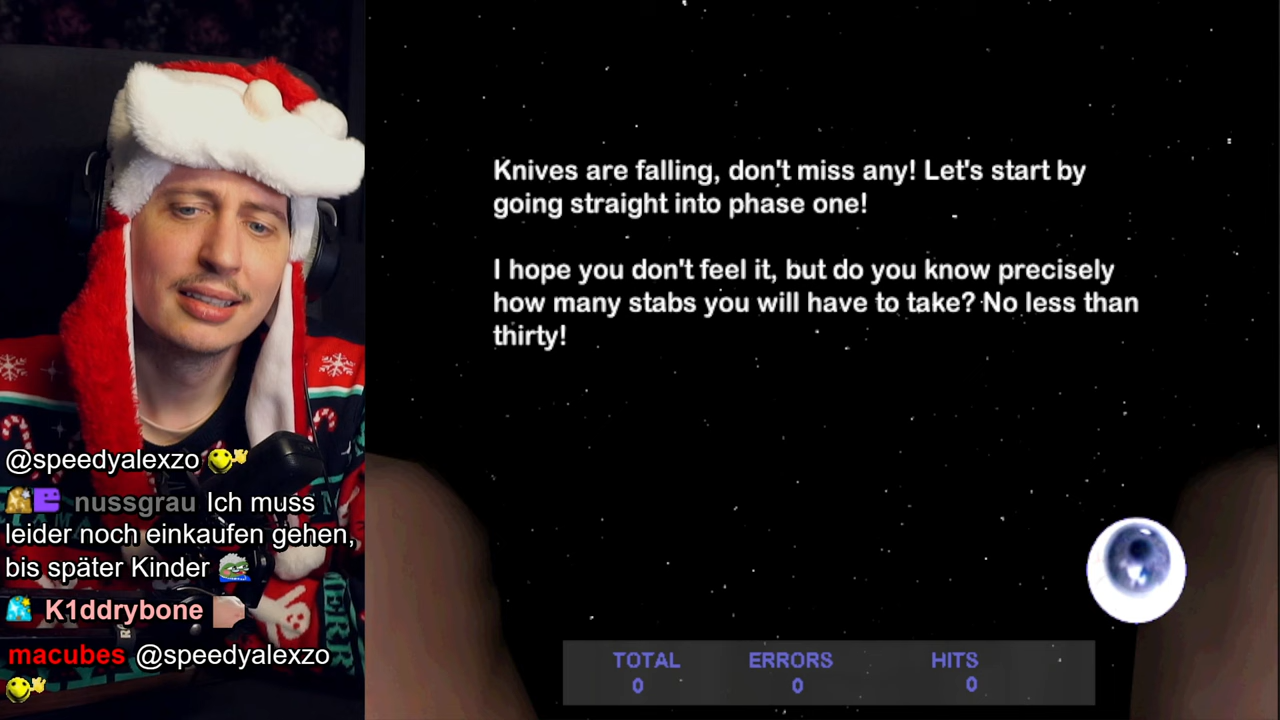 Knives are falling, don't miss any! Let's start by
going straight into phase one!
I hope you don't feel it, but do you know precisely
how many stabs you will have to take? No less than
thirty!
@speedyalexzo
nussgrau Ich muss
leider noch einkaufen gehen,
bis später Kinder
K1ddrybone
macubes @speedyalexzo
TOTAL ERRORS HITS
0 0 0